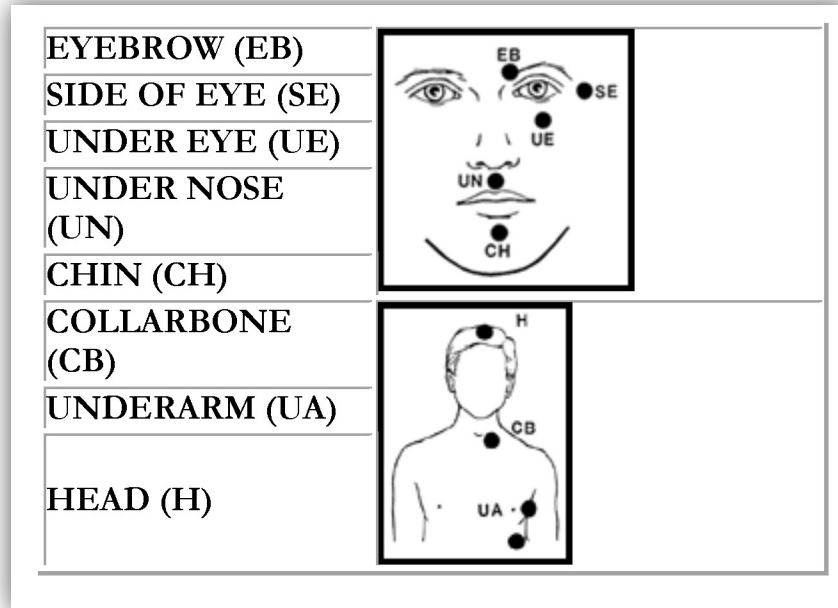 EYEBROW (EB)
SIDE OF EYE (SE)
UNDER EYE (UE)
UNDER NOSE
(UN)
CHIN (CH)
EB
SE
UE
UN
CH
COLLARBONE
(CB)
UNDERARM (UA)
HEAD (H)
H
CB
UA